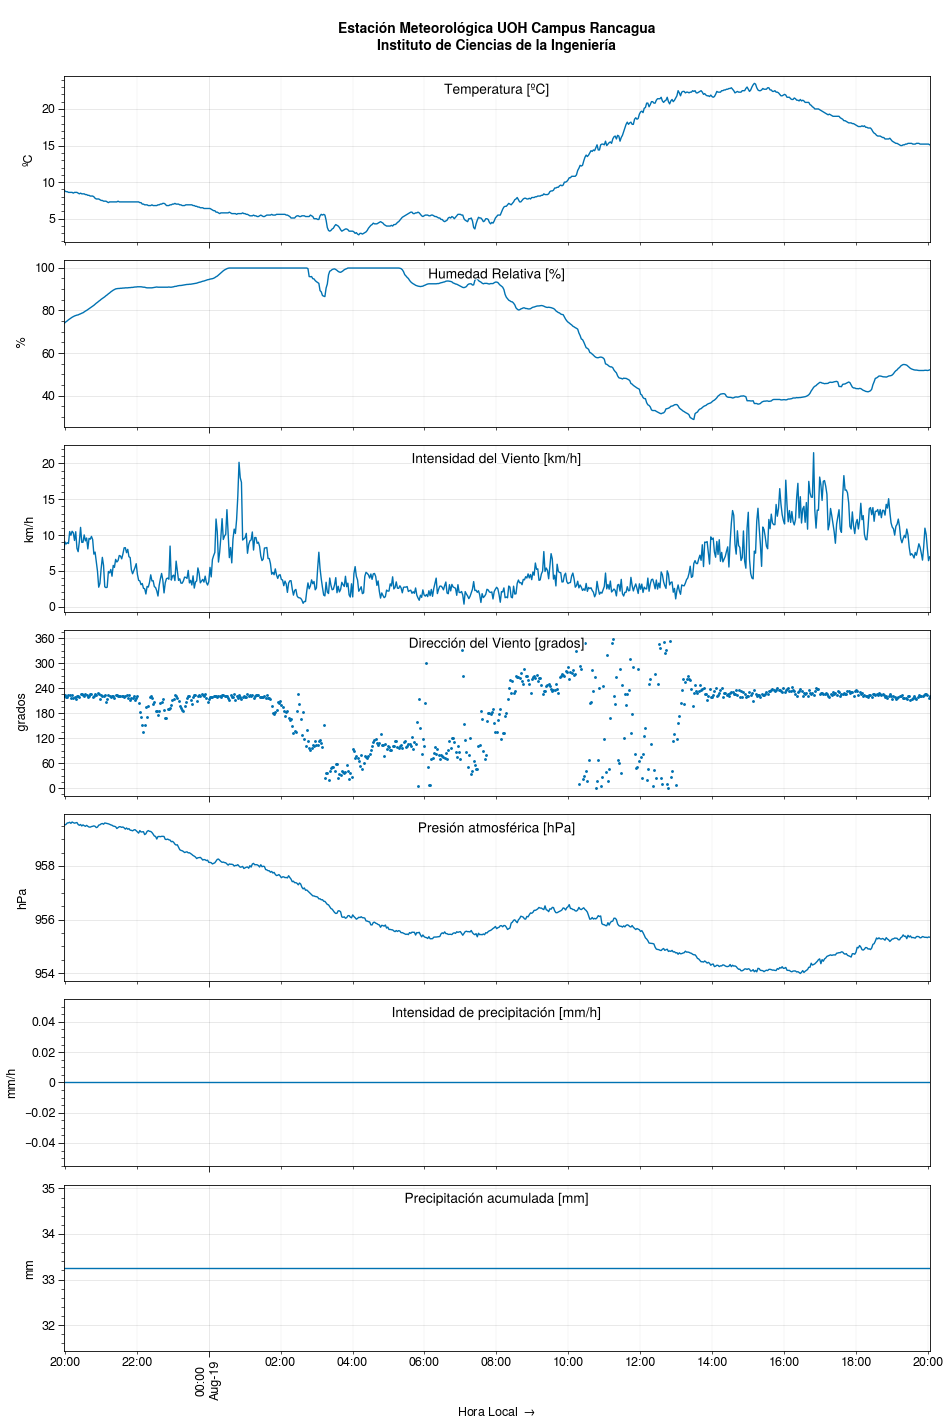 Estación Meteorológica UOH Campus Rancagua
Instituto de Ciencias de la Ingeniería
Temperatura [ºC]
20
15
10
5
ºC
Humedad Relativa [%]
100
80
60
40
%
Intensidad del Viento [km/h]
20
15
10
5
0
km/h
Dirección del Viento [grados]
360
300
240
180
120
60
0
grados
Presión atmosférica [hPa]
958
956
954
hPa
Intensidad de precipitación [mm/h]
0.04
0.02
0
−0.02
−0.04
mm/h
Precipitación acumulada [mm]
35
34
33
32
mm
20:00 22:00 00:00 02:00 04:00 06:00 08:00 10:00 12:00 14:00 16:00 18:00 20:00
Aug-19
Hora Local →